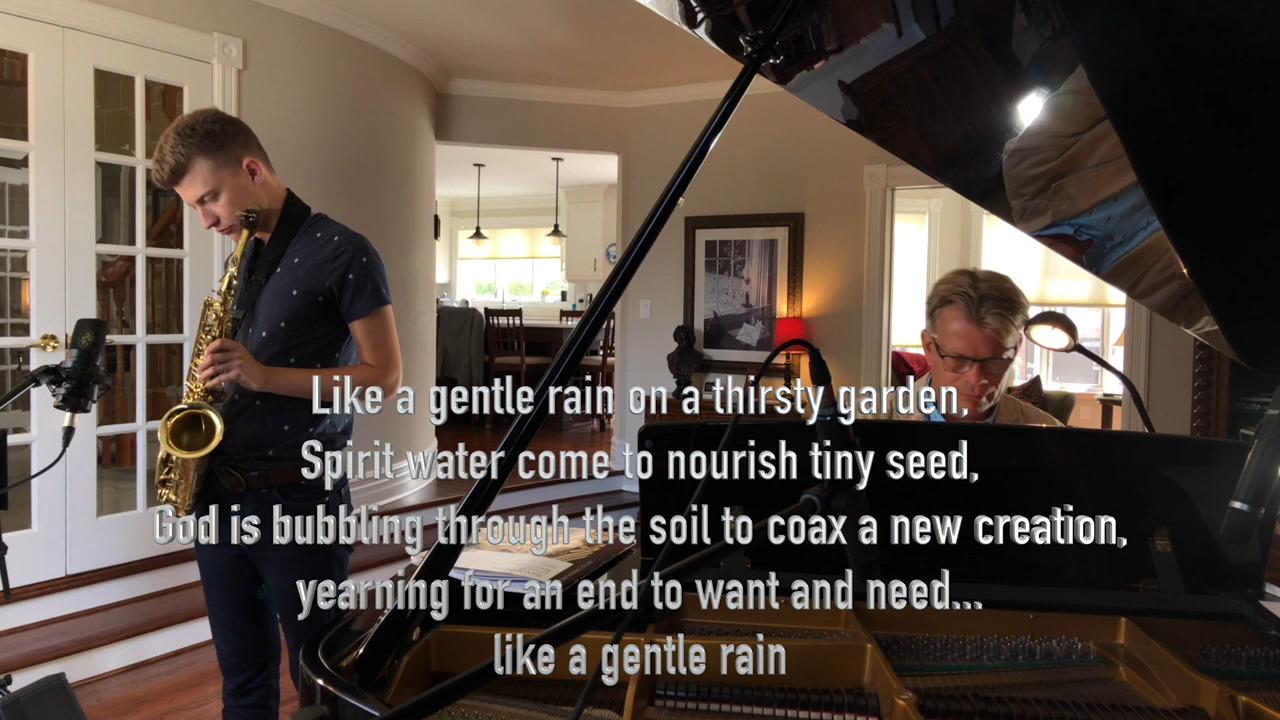 Like a gentle rain on a thirsty garden,
Spirit water come to nourish tiny seed,
God is bubbling through the soil to coax a new creation,
yearning for an end to want and need...
like a gentle rain